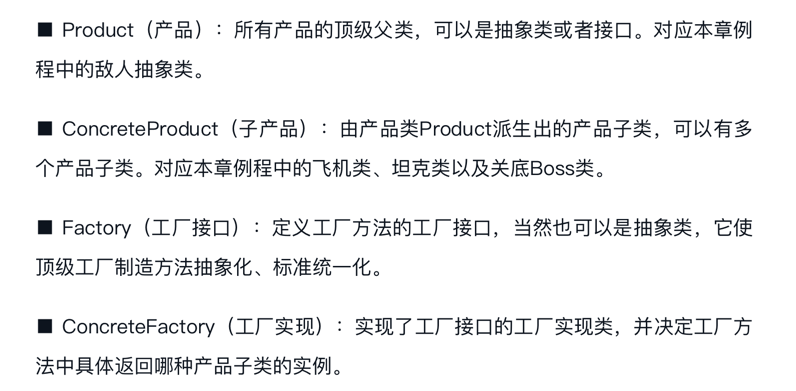 ■ Product（产品）：所有产品的顶级父类，可以是抽象类或者接口。对应本章例
程中的敌人抽象类。
■ ConcreteProduct（子产品）：由产品类Product派生出的产品子类，可以有多
个产品子类。对应本章例程中的飞机类、坦克类以及关底Boss类。
■ Factory（工厂接口）：定义工厂方法的工厂接口，当然也可以是抽象类，它使
顶级工厂制造方法抽象化、标准统一化。
■ ConcreteFactory（工厂实现）：实现了工厂接口的工厂实现类，并决定工厂方
法中具体返回哪种产品子类的实例。